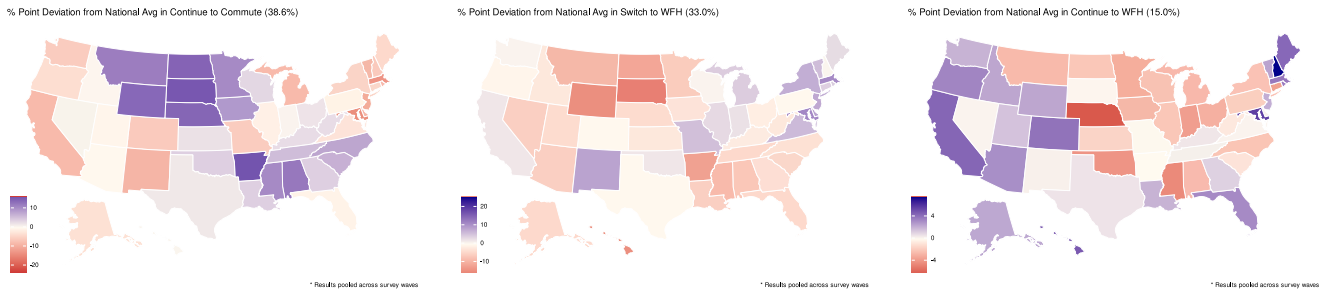 % Point Deviation from National Avg in Continue to Commute (38.6%)
10
0
-10
-20
* Results pooled across survey waves
% Point Deviation from National Avg in Switch to WFH (33.0%)
20
10
0
-10
* Results pooled across survey waves
% Point Deviation from National Avg in Continue to WFH (15.0%)
4
0
-4
* Results pooled across survey waves